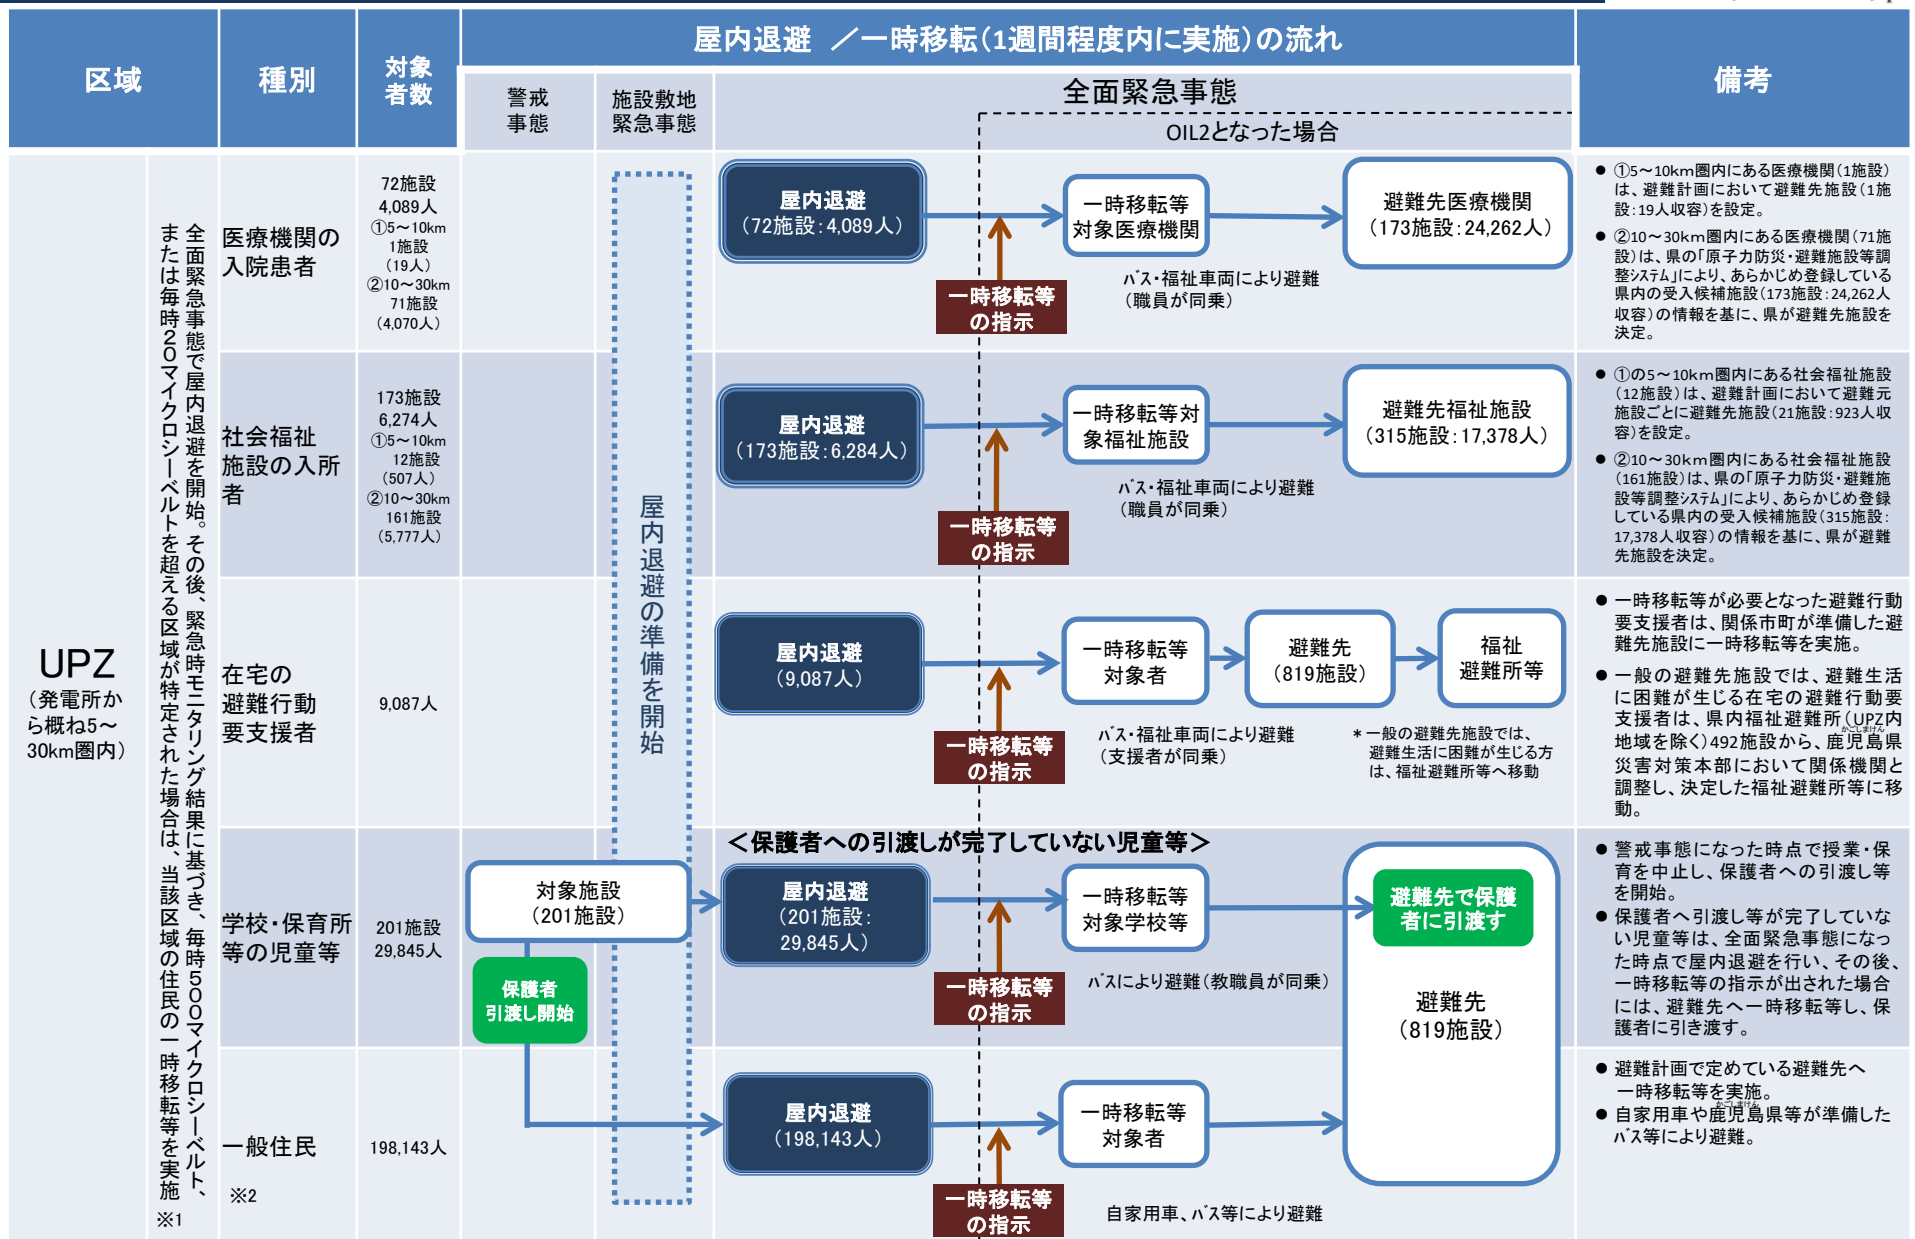 区域
種別
対象
者数
屋内退避 ／一時移転（1週間程度内に実施）の流れ
備考
警戒
事態
施設敷地
緊急事態
全面緊急事態
OIL2となった場合
UPZ
（発電所か
ら概ね5～
30km圏内）
全面緊急事態で屋内退避を開始。その後、緊急時モニタリング結果に基づき、毎時500マイクロシーベルト、
または毎時20マイクロシーベルトを超える区域が特定された場合は、当該区域の住民の一時移転等を実施
※1
屋内退避の準備を開始
医療機関の
入院患者
72施設
4,089人
①5～10km
1施設
（19人）
②10～30km
71施設
（4,070人）
屋内退避
（72施設：4,089人）
一時移転等
の指示
一時移転等
対象医療機関
バス・福祉車両により避難
（職員が同乗）
避難先医療機関
（173施設：24,262人）
● ①5～10km圏内にある医療機関（1施設）
は、避難計画において避難先施設（1施
設：19人収容）を設定。
● ②10～30km圏内にある医療機関（71施
設）は、県の「原子力防災・避難施設等調
整システム」により、あらかじめ登録している
県内の受入候補施設（173施設：24,262人
収容）の情報を基に、県が避難先施設を
決定。
社会福祉
施設の入所
者
173施設
6,274人
①5～10km
12施設
（507人）
②10～30km
161施設
（5,777人）
屋内退避
（173施設：6,284人）
一時移転等
の指示
一時移転等対
象福祉施設
バス・福祉車両により避難
（職員が同乗）
避難先福祉施設
（315施設：17,378人）
● ①の5～10km圏内にある社会福祉施設
（12施設）は、避難計画において避難元
施設ごとに避難先施設（21施設：923人収
容）を設定。
● ②10～30km圏内にある社会福祉施設
（161施設）は、県の「原子力防災・避難施
設等調整システム」により、あらかじめ登録
している県内の受入候補施設（315施設：
17,378人収容）の情報を基に、県が避難
先施設を決定。
在宅の
避難行動
要支援者
9,087人
屋内退避
（9,087人）
一時移転等
の指示
一時移転等
対象者
バス・福祉車両により避難
（支援者が同乗）
避難先
（819施設）
福祉
避難所等
＊一般の避難先施設では、
避難生活に困難が生じる方
は、福祉避難所等へ移動
● 一時移転等が必要となった避難行動
要支援者は、関係市町が準備した避
難先施設に一時移転等を実施。
● 一般の避難先施設では、避難生活
に困難が生じる在宅の避難行動要
支援者は、県内福祉避難所（UPZ内
かごしまけん
地域を除く）492施設から、鹿児島県
災害対策本部において関係機関と
調整し、決定した福祉避難所等に移
動。
学校・保育所
等の児童等
201施設
29,845人
＜保護者への引渡しが完了していない児童等＞
対象施設
（201施設）
保護者
引渡し開始
屋内退避
（201施設：
29,845人）
一時移転等
の指示
一時移転等
対象学校等
バスにより避難（教職員が同乗）
避難先で保護
者に引渡す
避難先
（819施設）
● 警戒事態になった時点で授業・保
育を中止し、保護者への引渡し等
を開始。
● 保護者へ引渡し等が完了していな
い児童等は、全面緊急事態になっ
た時点で屋内退避を行い、その後、
一時移転等の指示が出された場合
には、避難先へ一時移転等し、保
護者に引き渡す。
一般住民
※2
198,143人
屋内退避
（198,143人）
一時移転等
の指示
一時移転等
対象者
自家用車、バス等により避難
● 避難計画で定めている避難先へ
一時移転等を実施。
かごしまけん
● 自家用車や鹿児島県等が準備した
バス等により避難。